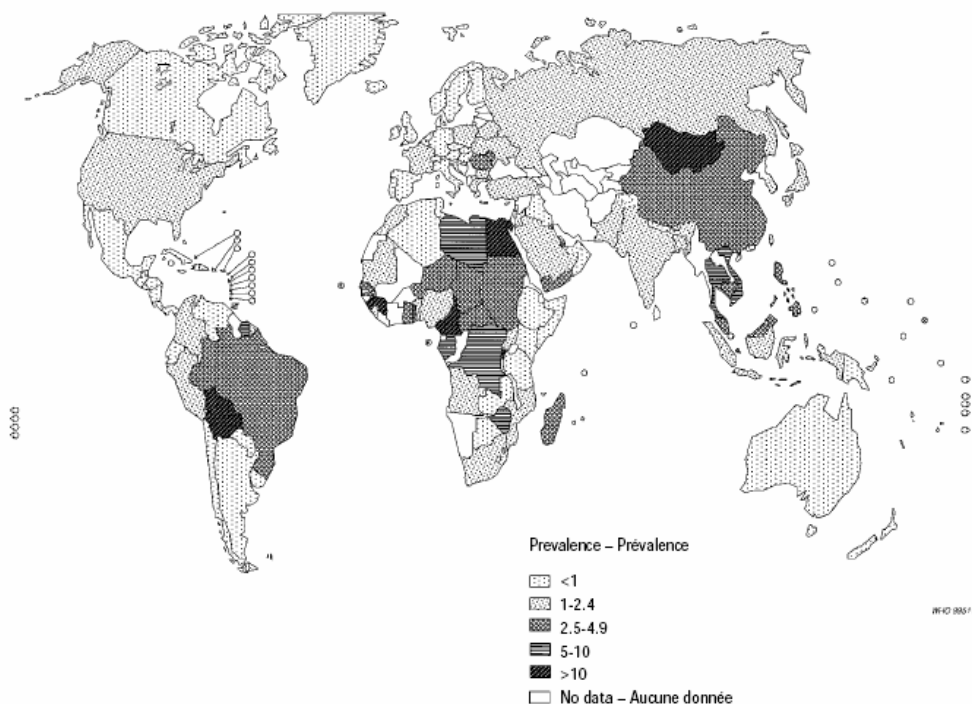 Prevalence – Prévalence
<1
1-2.4
2.5-4.9
5-10
>10
No data – Aucune donnée